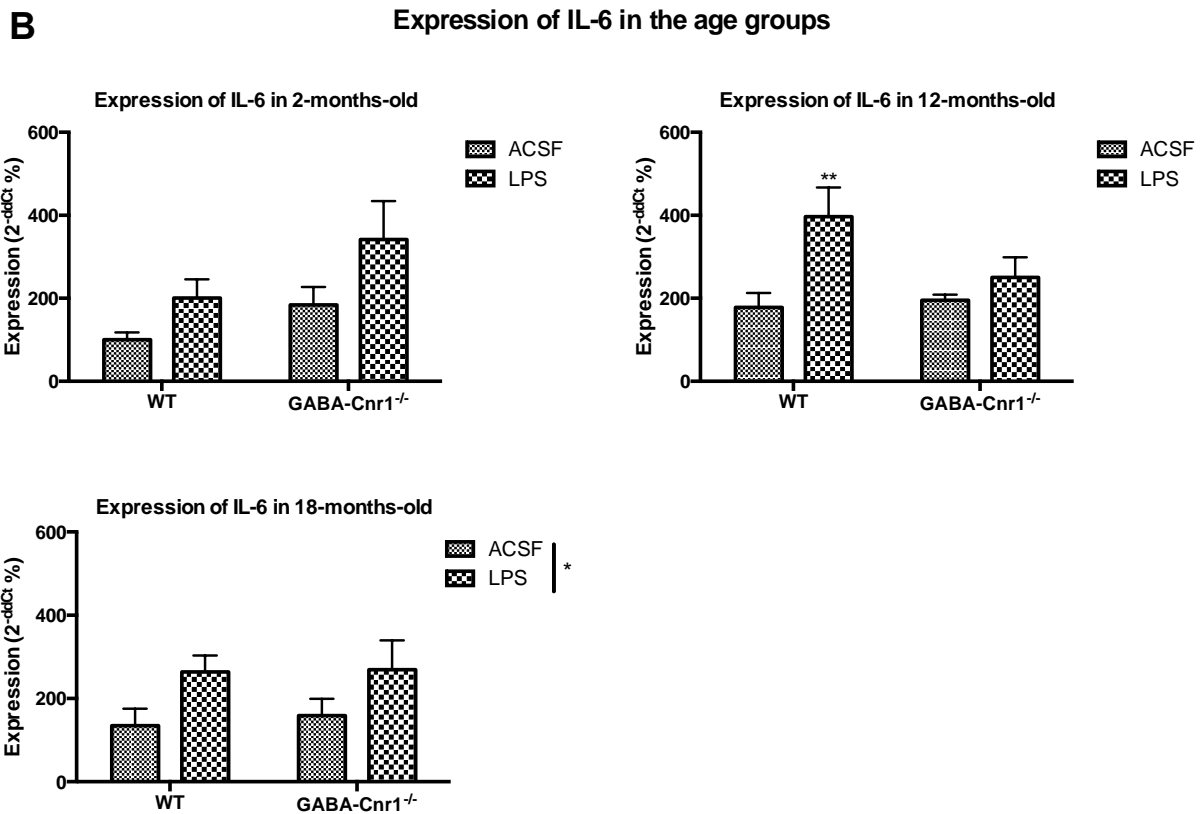 B
Expression of IL-6 in the age groups
Expression of IL-6 in 2-months-old
600
400
200
0
Expression (2-ddCt %)
ACSF
LPS
WT
GABA-Cnr1-/-
Expression of IL-6 in 12-months-old
600
400
200
0
Expression (2-ddCt %)
**
ACSF
LPS
WT
GABA-Cnr1-/-
Expression of IL-6 in 18-months-old
600
400
200
0
Expression (2-ddCt %)
ACSF
LPS
*
WT
GABA-Cnr1-/-